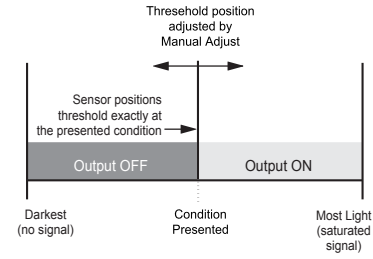 Thresehold position
adjusted by
Manual Adjust
Sensor positions
threshold exactly at
the presented condition
Output OFF
Output ON
Darkest
(no signal)
Condition
Presented
Most Light
(saturated
signal)